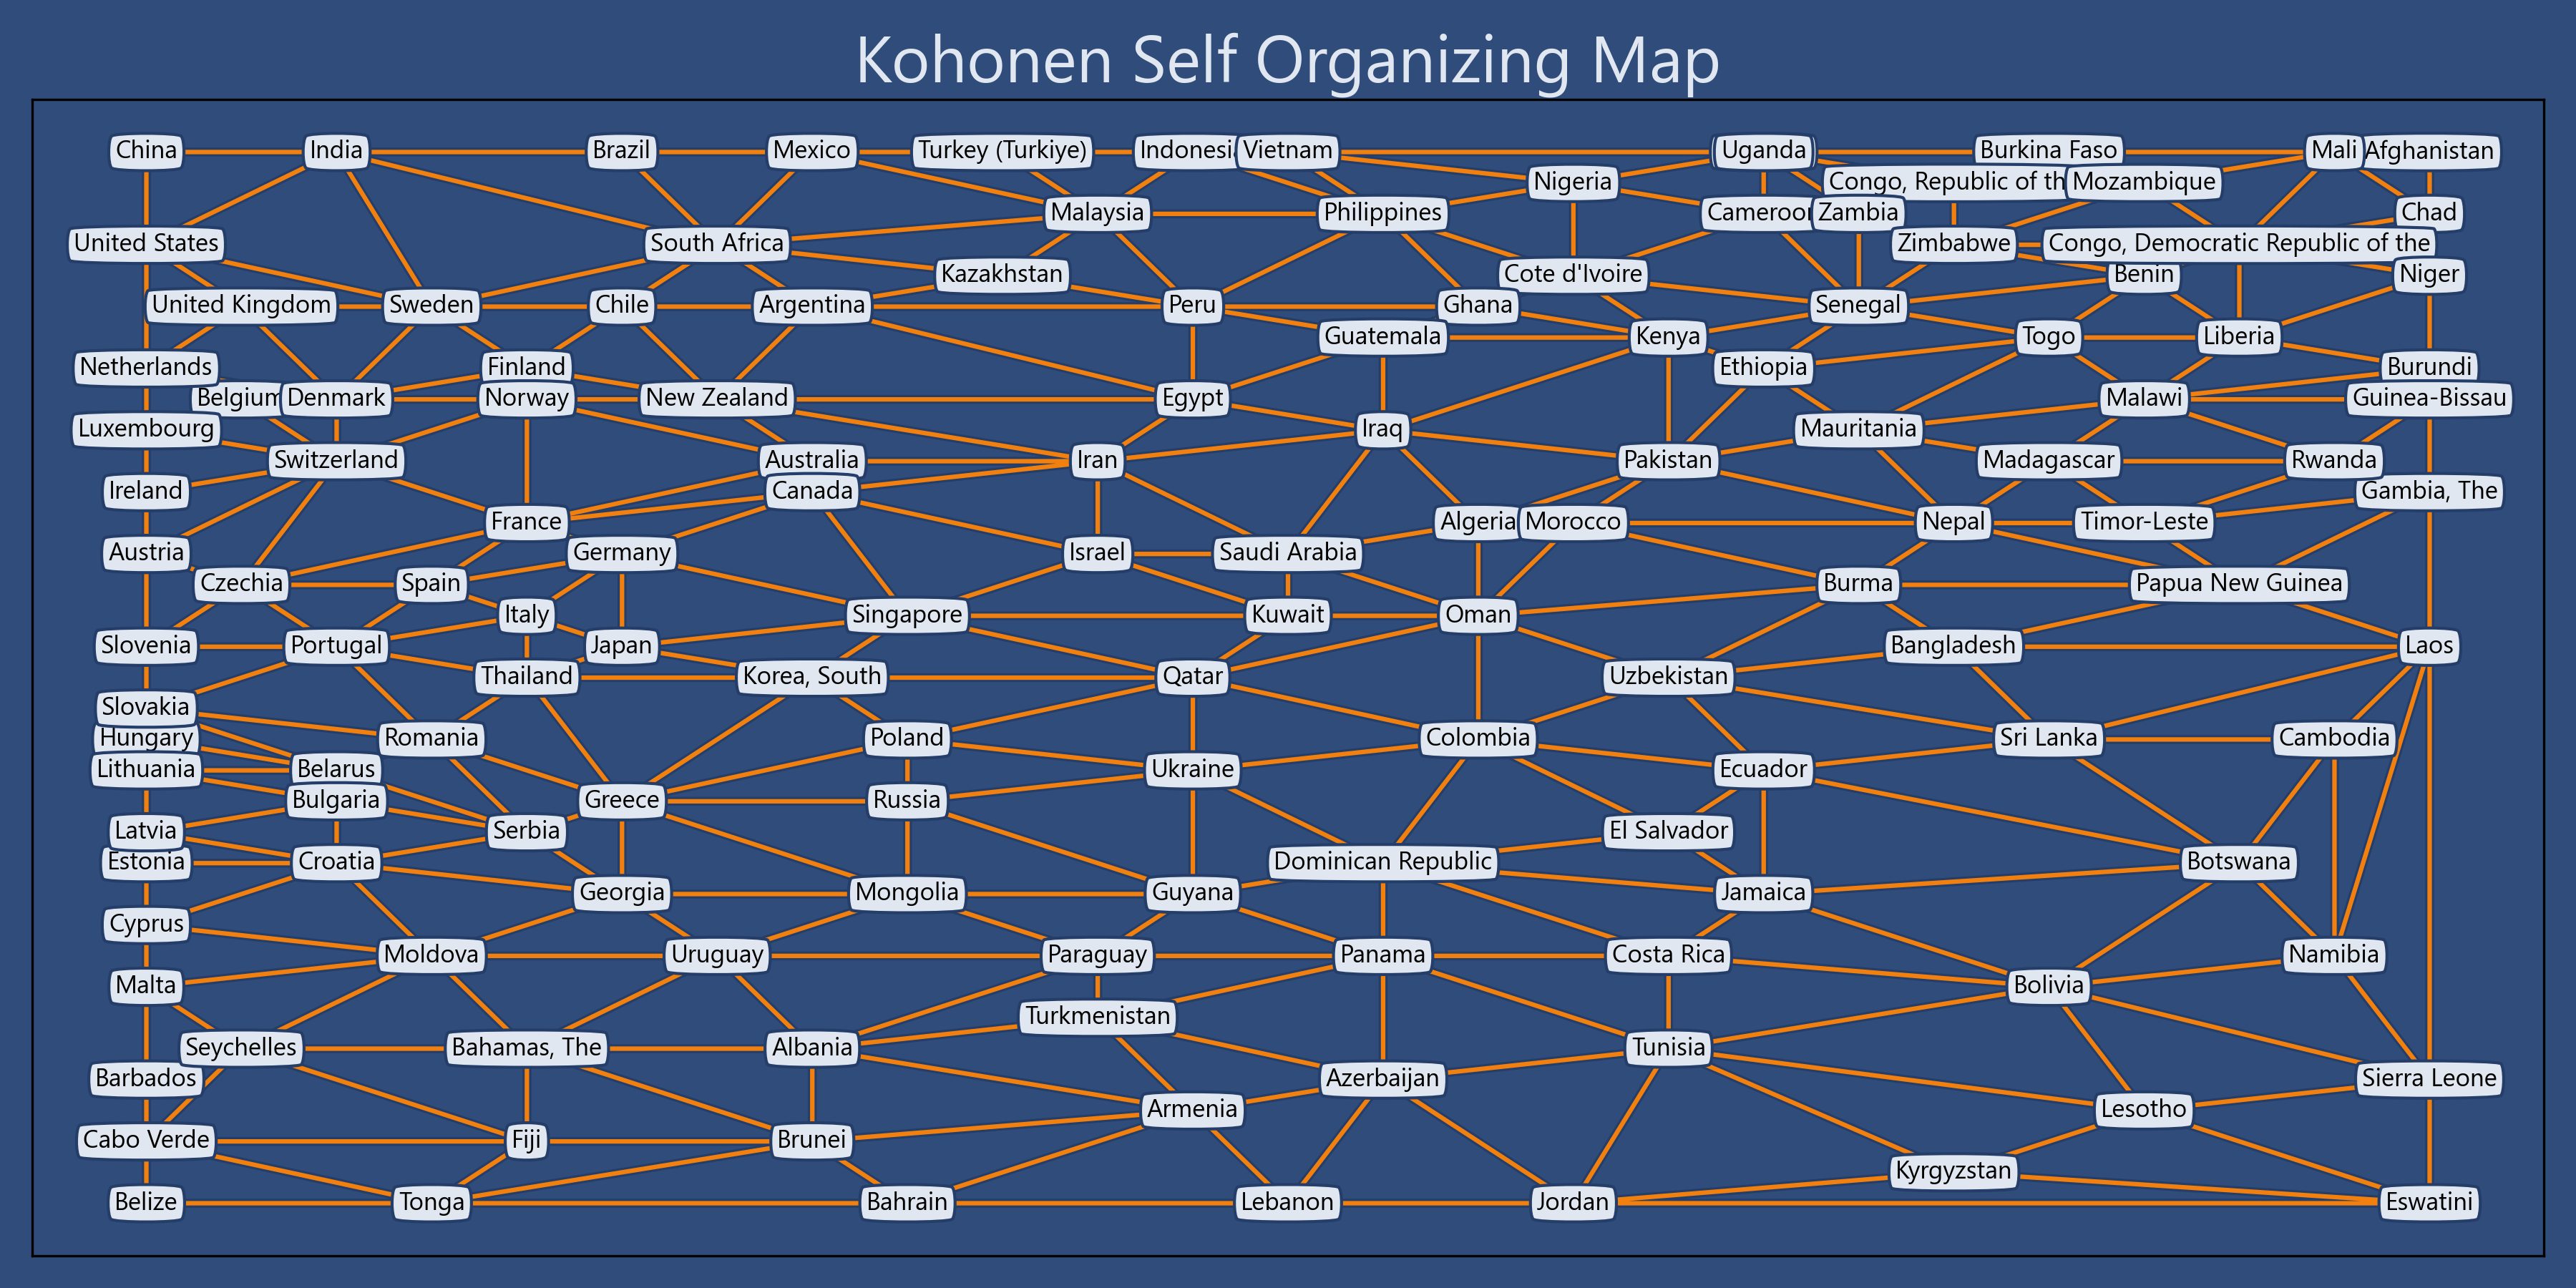 Kohonen Self Organizing Map
China
India
Brazil
Mexico
Turkey (Turkiye)
Indonesi
Vietnam
Uganda
Burkina Faso
Mali
Afghanistan
Nigeria
Congo, Republic of th
Mozambique
Malaysia
Philippines
Cameroon
Zambia
Chad
United States
South Africa
Zimbabwe
Congo, Democratic Republic of the
Kazakhstan
Cote d'Ivoire
Benin
Niger
United Kingdom
Sweden
Chile
Argentina
Peru
Ghana
Senegal
Guatemala
Kenya
Togo
Liberia
Netherlands
Finland
Ethiopia
Burundi
Belgium
Denmark
Norway
New Zealand
Egypt
Malawi
Guinea-Bissau
Luxembourg
Iraq
Mauritania
Switzerland
Australia
Iran
Pakistan
Madagascar
Rwanda
Ireland
Canada
Gambia, The
France
Algeria
Morocco
Nepal
Timor-Leste
Austria
Germany
Israel
Saudi Arabia
Czechia
Spain
Burma
Papua New Guinea
Italy
Singapore
Kuwait
Oman
Slovenia
Portugal
Japan
Bangladesh
Laos
Thailand
Korea, South
Qatar
Uzbekistan
Slovakia
Hungary
Romania
Poland
Colombia
Sri Lanka
Cambodia
Lithuania
Belarus
Ukraine
Ecuador
Bulgaria
Greece
Russia
Latvia
Serbia
El Salvador
Estonia
Croatia
Dominican Republic
Botswana
Georgia
Mongolia
Guyana
Jamaica
Cyprus
Moldova
Uruguay
Paraguay
Panama
Costa Rica
Namibia
Malta
Bolivia
Turkmenistan
Seychelles
Bahamas, The
Albania
Tunisia
Barbados
Azerbaijan
Sierra Leone
Armenia
Lesotho
Cabo Verde
Fiji
Brunei
Kyrgyzstan
Belize
Tonga
Bahrain
Lebanon
Jordan
Eswatini